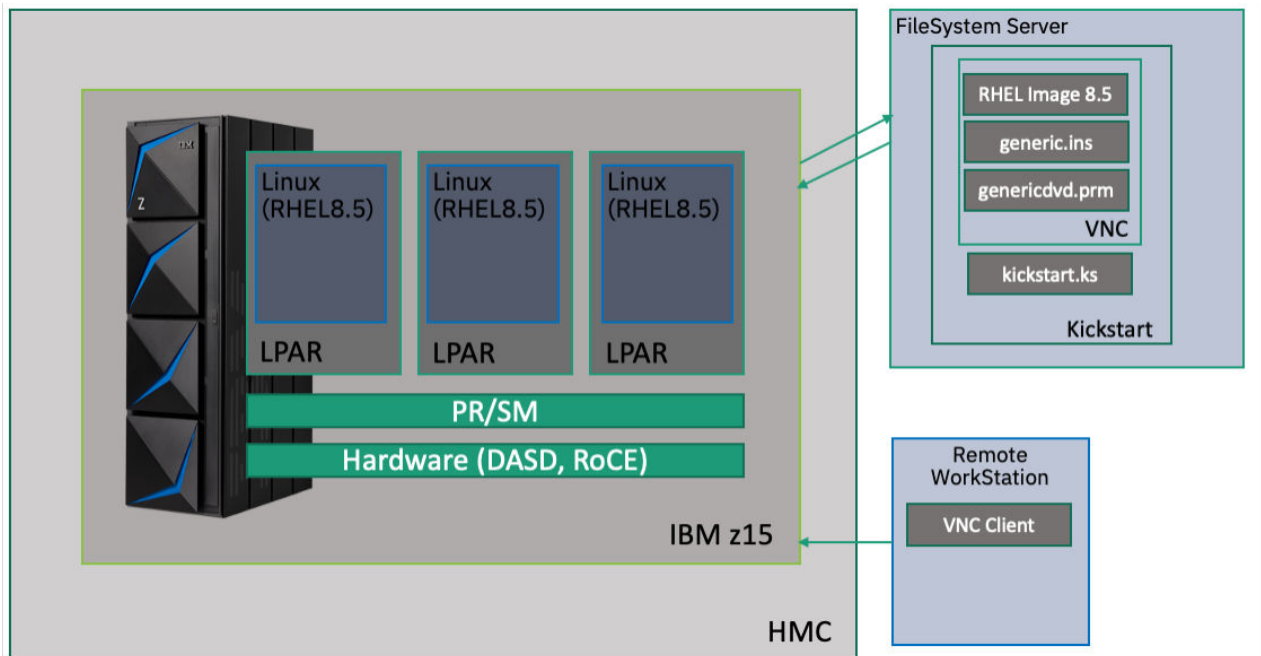 FileSystem Server
RHEL Image 8.5
generic.ins
genericdvd.prm
VNC
kickstart.ks
Kickstart
IBM
Z
Linux
(RHEL8.5)
LPAR
Linux
(RHEL8.5)
LPAR
Linux
(RHEL8.5)
LPAR
PR/SM
Hardware (DASD, RoCE)
IBM z15
HMC
Remote
WorkStation
VNC Client